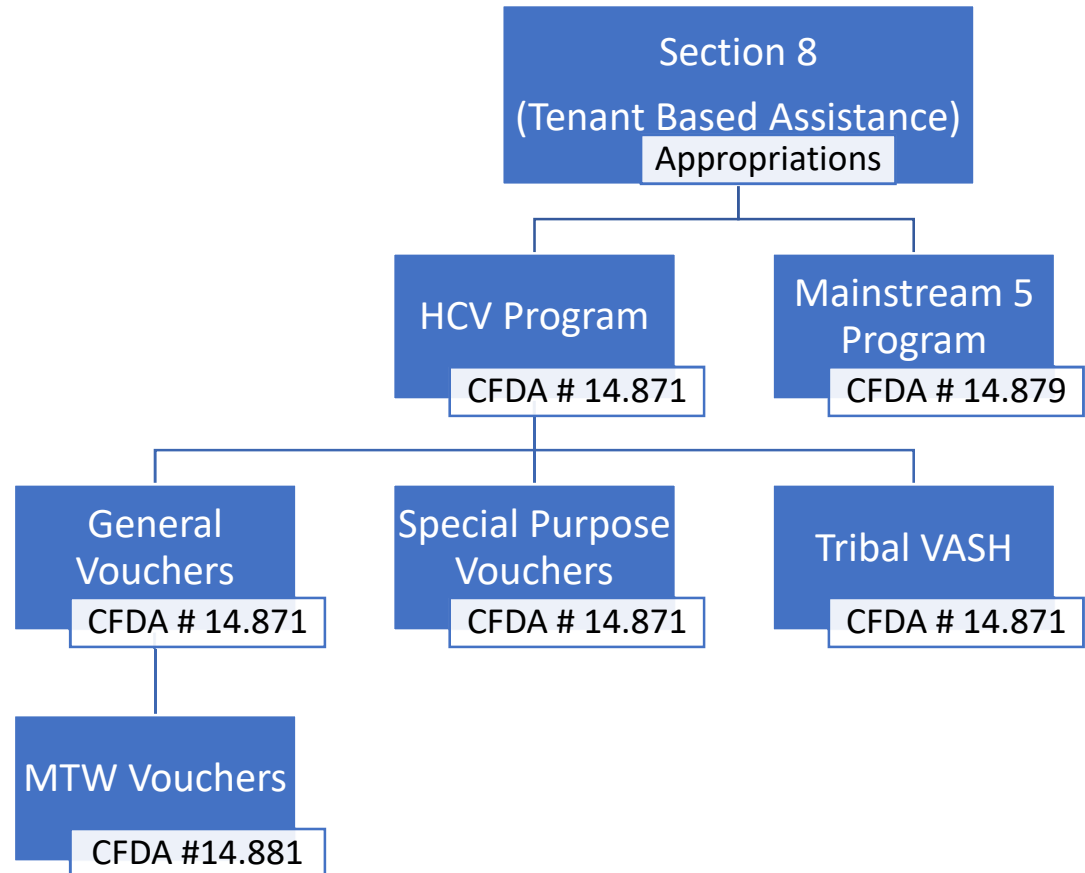 Section 8
(Tenant Based Assistance)
Appropriations
HCV Program
CFDA # 14.871
Mainstream 5
Program
CFDA # 14.879
General
Vouchers
CFDA # 14.871
Special Purpose
Vouchers
CFDA # 14.871
Tribal VASH
CFDA # 14.871
MTW Vouchers
CFDA #14.881